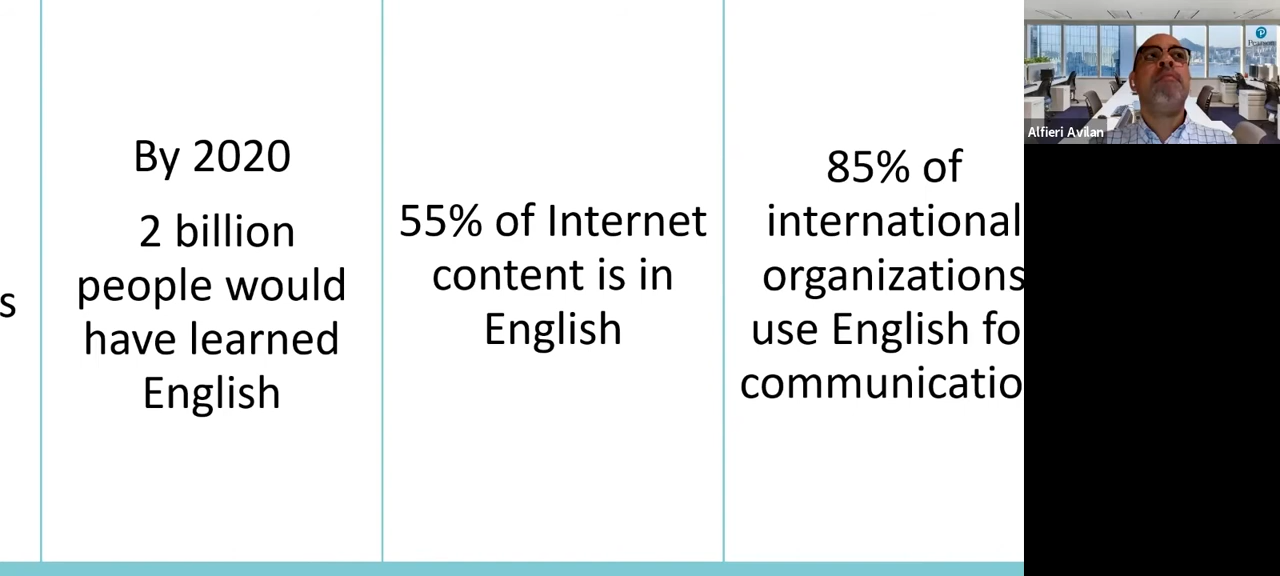 s
By 2020
2 billion
people would
have learned
English
55% of Internet
content is in
English
85% of
international
organizations
use English fo
communicatio
Alfieri Avilan